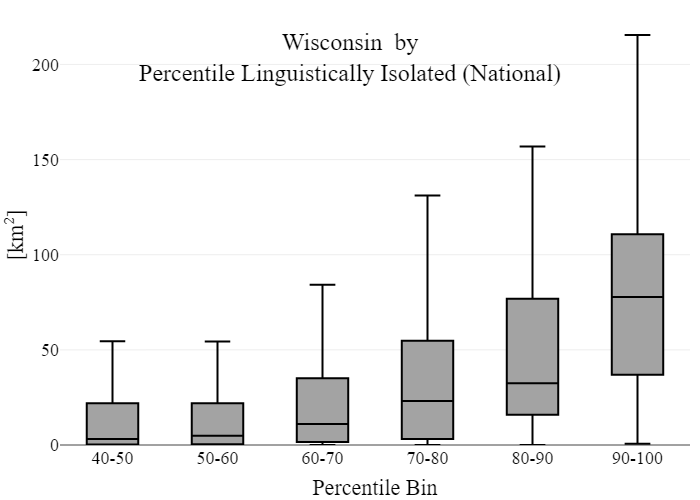 Wisconsin  by
Percentile Linguistically Isolated (National)
200
150
100
50
0
[km²]
40-50 50-60 60-70 70-80 80-90 90-100
Percentile Bin